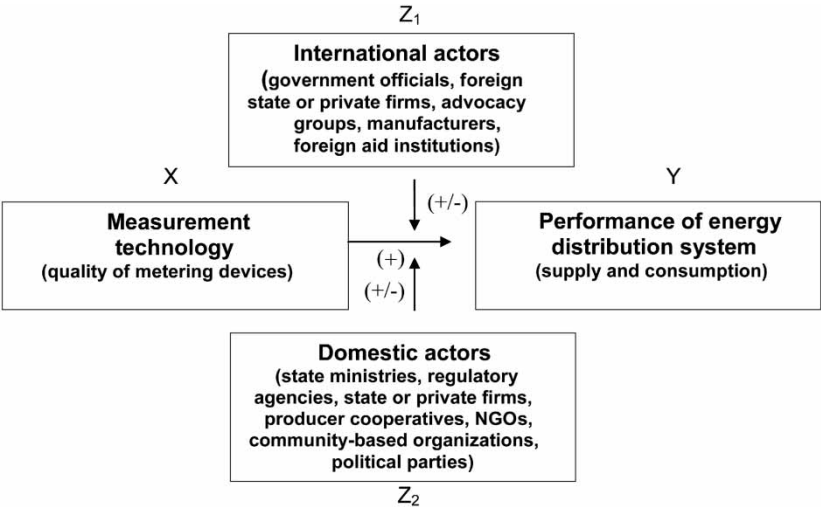 Z1
International actors
(government officials, foreign
state or private firms, advocacy
groups, manufacturers,
foreign aid institutions)
X
Y
(+/-)
Measurement
technology
(quality of metering devices)
Performance of energy
distribution system
(supply and consumption)
(+)
(+/-)
Domestic actors
(state ministries, regulatory
agencies, state or private firms,
producer cooperatives, NGOs,
community-based organizations,
political parties)
Z2